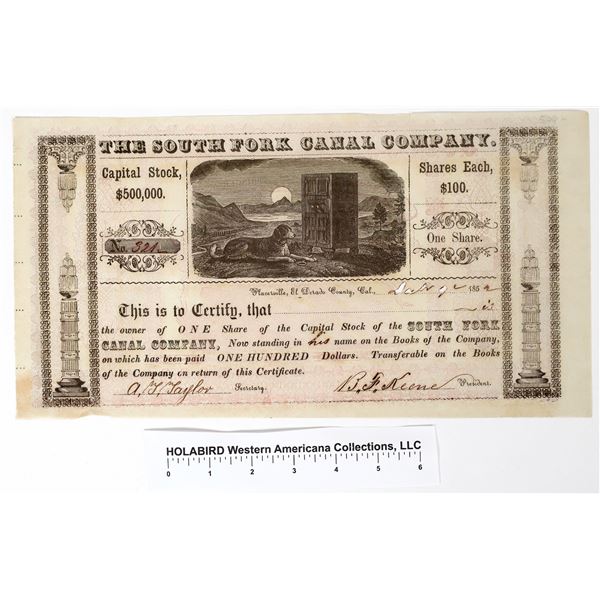 THE SOUTH FORK CANAL COMPANY.
Capital Stock,
$500,000.
Shares Each,
$100.
No. 321
One Share.
Placerville, El Dorado County, Cal., 1852
This is to Certify, that is
the owner of ONE Share of the Capital Stock of the SOUTH FORK
CANAL COMPANY, Now standing in his name on the Books of the Company,
on which has been paid ONE HUNDRED Dollars. Transferable on the Books
of the Company on return of this Certificate.
A. T. Taylor Secretary. B. F. Keene President.
HOLABIRD Western Americana Collections, LLC
0 1 2 3 4 5 6